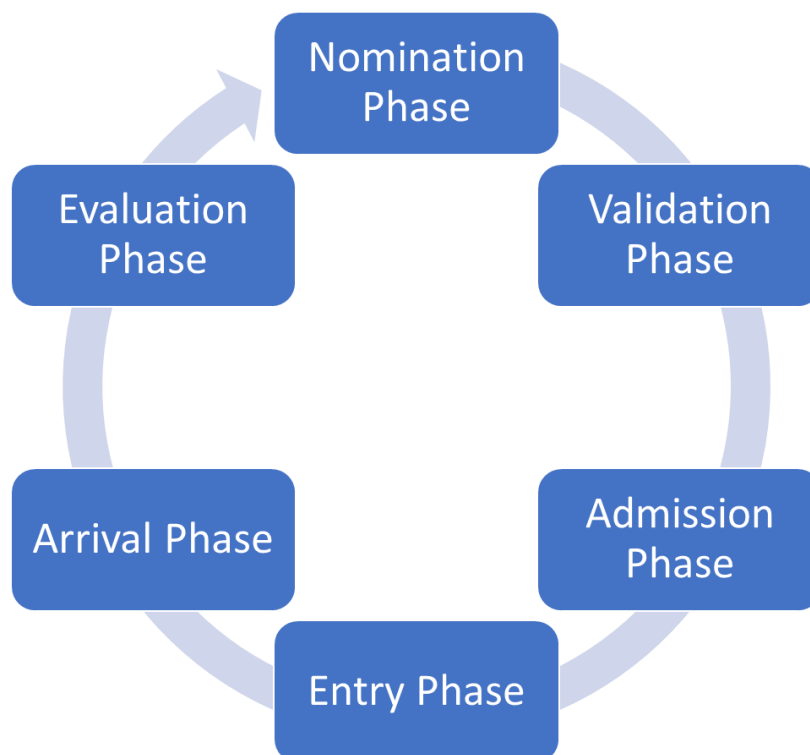 Nomination
Phase
Validation
Phase
Admission
Phase
Entry Phase
Arrival Phase
Evaluation
Phase